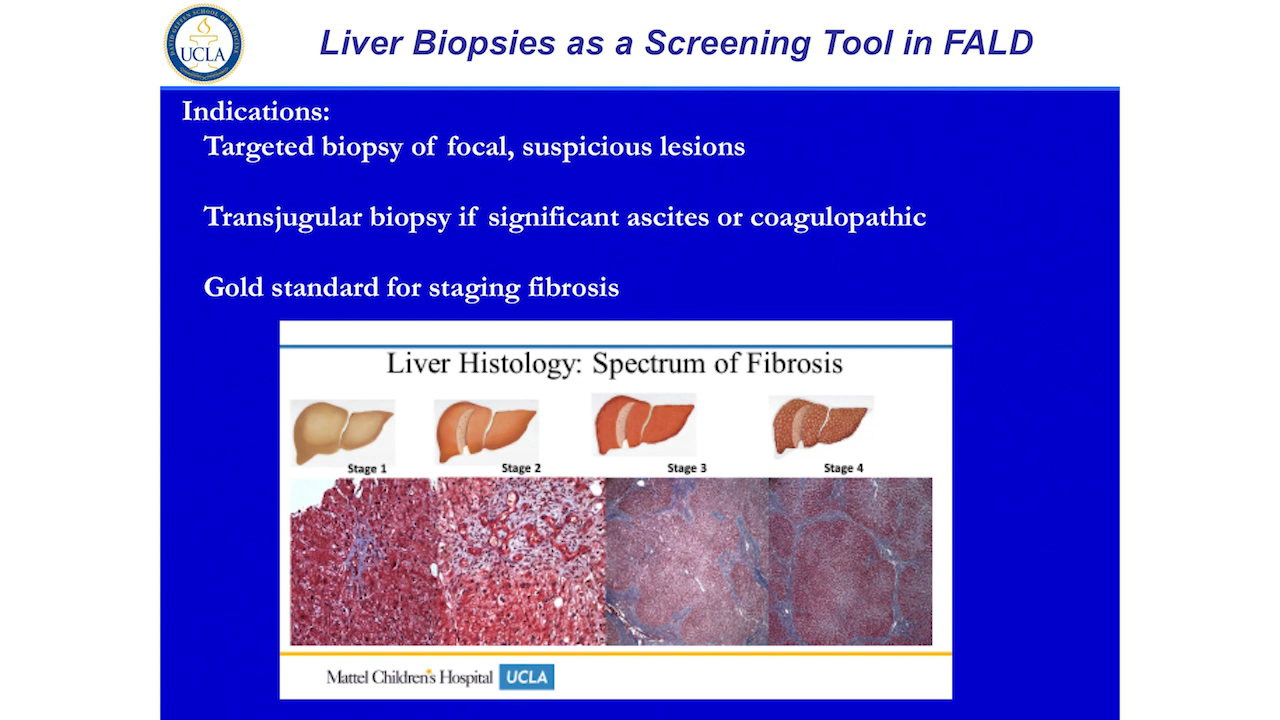 UCLA
Liver Biopsies as a Screening Tool in FALD
Indications:
Targeted biopsy of focal, suspicious lesions
Transjugular biopsy if significant ascites or coagulopathic
Gold standard for staging fibrosis
Liver Histology: Spectrum of Fibrosis
Stage 1
Stage 2
Stage 3
Stage 4
Mattel Children's Hospital UCLA